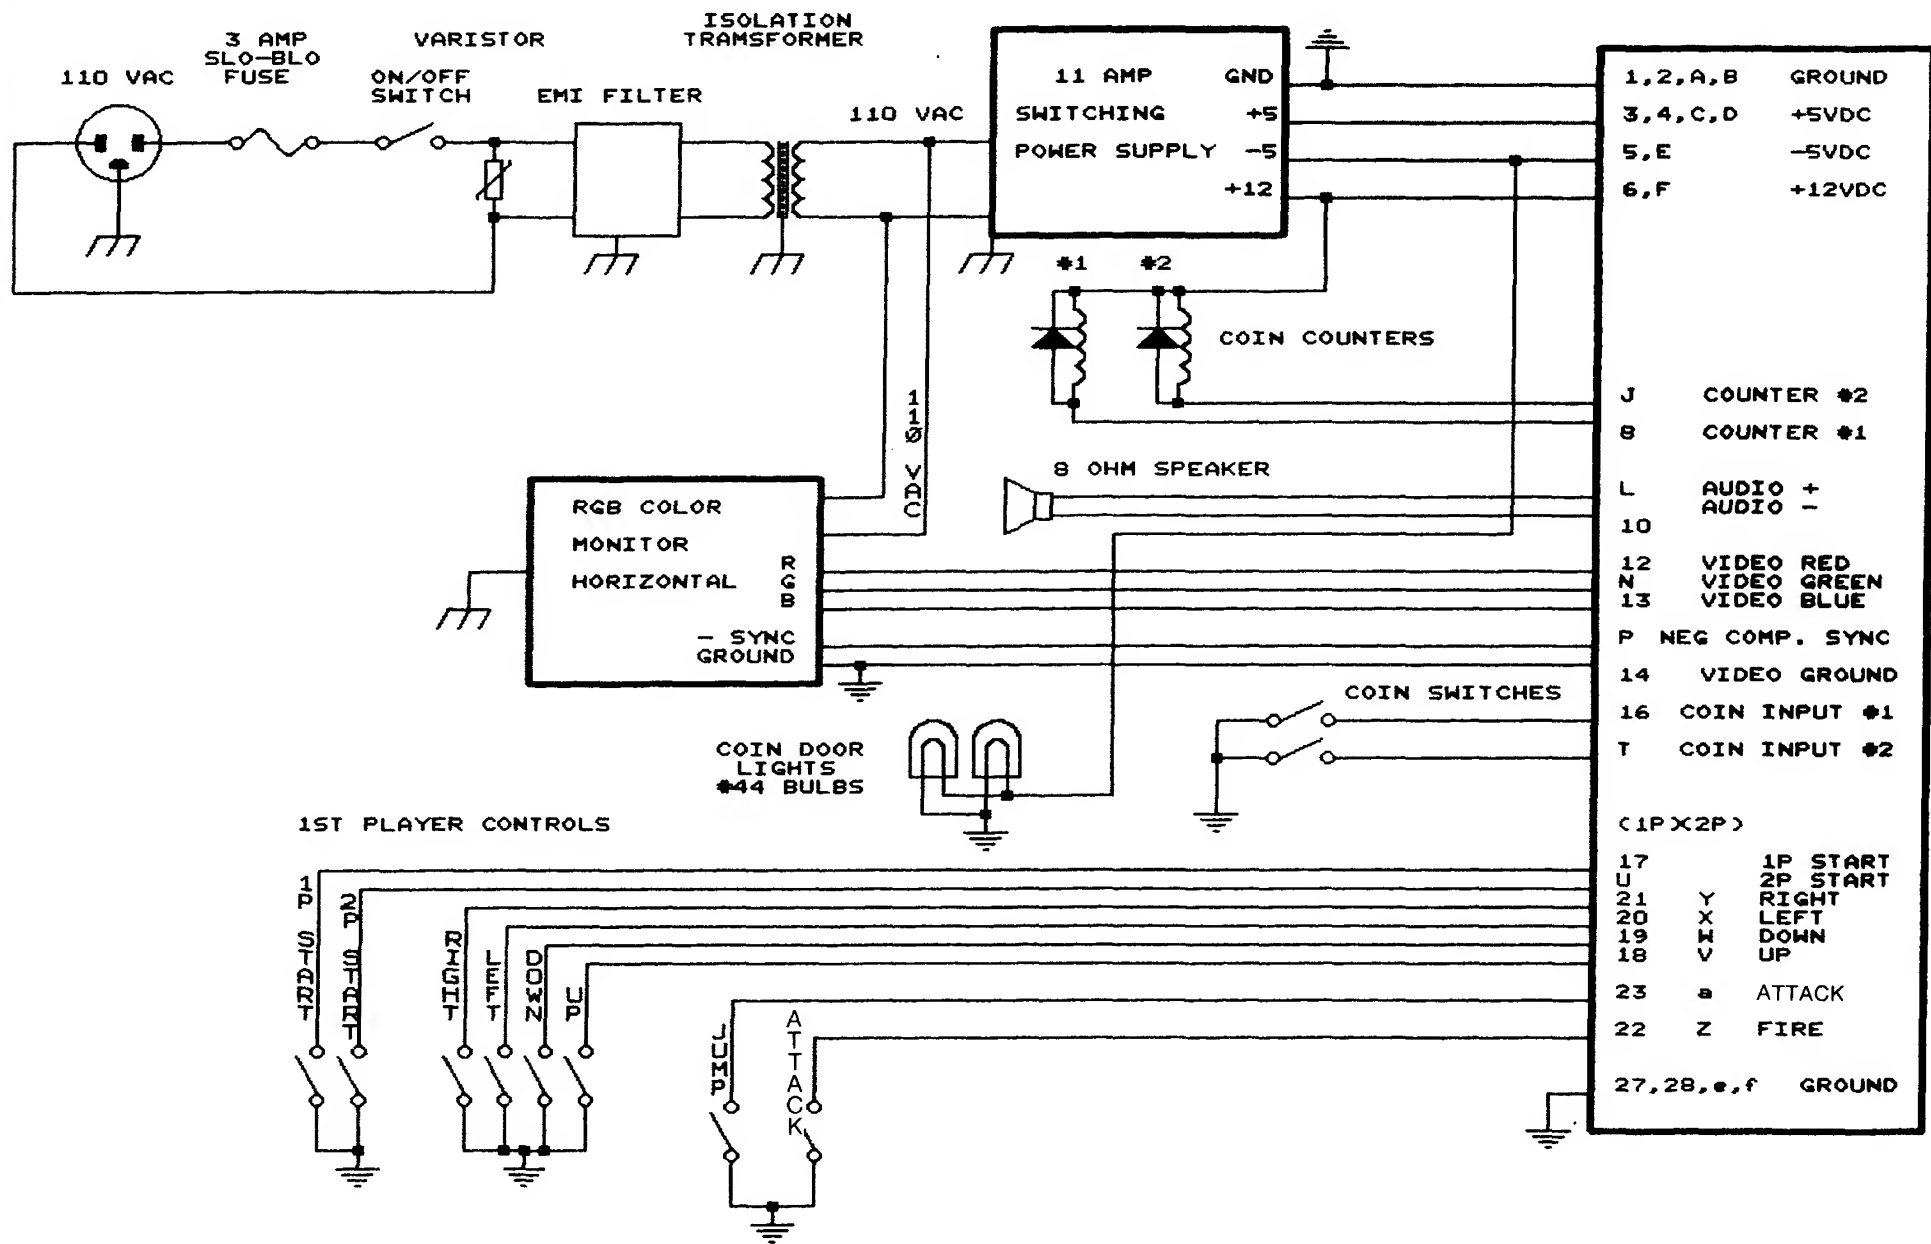 ISOLATION
TRAMSFORMER
3 AMP
SLO-BLO
FUSE
VARISTOR
110 VAC
ON/OFF
SWITCH
EMI FILTER
110 VAC
11 AMP
SWITCHING
POWER SUPPLY
GND
+5
-5
+12
1,2,A,B GROUND
3,4,C,D +5VDC
5,E -5VDC
6,F +12VDC
#1 #2
COIN COUNTERS
J COUNTER #2
8 COUNTER #1
110 VAC
8 OHM SPEAKER
L AUDIO +
AUDIO -
10
RGB COLOR
MONITOR
HORIZONTAL
R
G
B
- SYNC
GROUND
12 VIDEO RED
N VIDEO GREEN
13 VIDEO BLUE
P NEG COMP. SYNC
14 VIDEO GROUND
COIN SWITCHES
16 COIN INPUT #1
T COIN INPUT #2
COIN DOOR
LIGHTS
#44 BULBS
1ST PLAYER CONTROLS
(1PX2P)
17 1P START
U 2P START
21 Y RIGHT
20 X LEFT
19 W DOWN
18 V UP
23 a ATTACK
22 Z FIRE
27,28,e,f GROUND
1P START
2P START
RIGHT
LEFT
DOWN
UP
JUMP
ATTACK